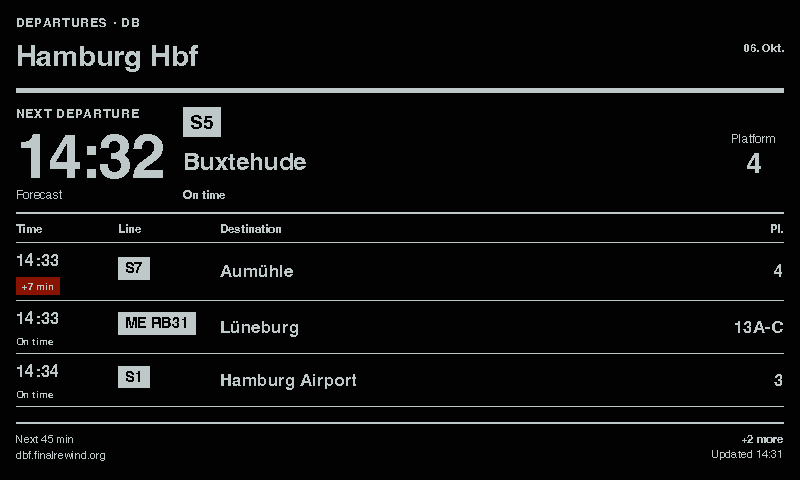 DEPARTURES · DB
Hamburg Hbf
06. Okt.
NEXT DEPARTURE
14:32
Forecast
S5
Buxtehude
On time
Platform
4
Time Line Destination Pl.
14:33 S7 Aumühle 4
+7 min
14:33 ME RB31 Lüneburg 13A-C
On time
14:34 S1 Hamburg Airport 3
On time
Next 45 min +2 more
dbf.finalrewind.org Updated 14:31